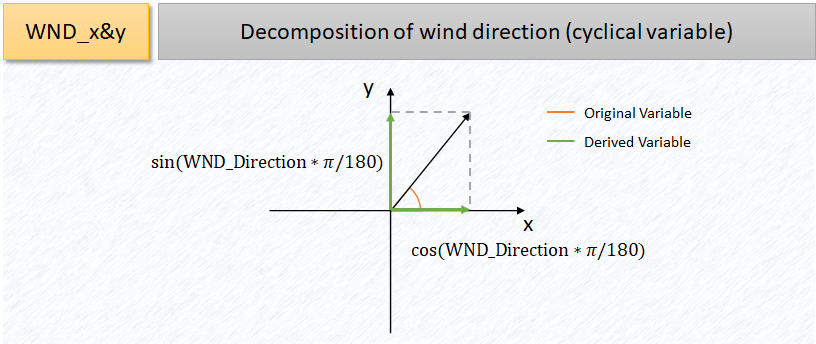 WND_x&y
Decomposition of wind direction (cyclical variable)
y
Original Variable
Derived Variable
sin(WND_Direction ∗ π/180)
x
cos(WND_Direction ∗ π/180)